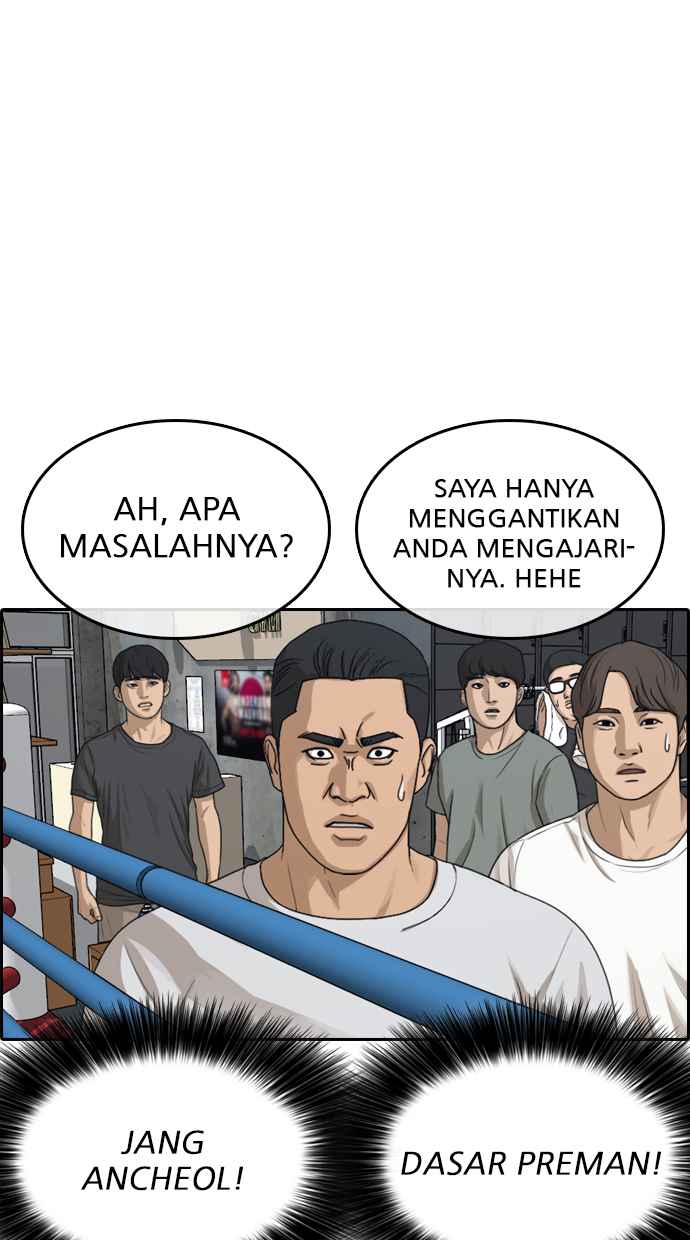 AH, APA
MASALAHNYA?
SAYA HANYA
MENGGANTIKAN
ANDA MENGAJARI-
NYA. HEHE
JANG
ANCHEOL!
DASAR PREMAN!